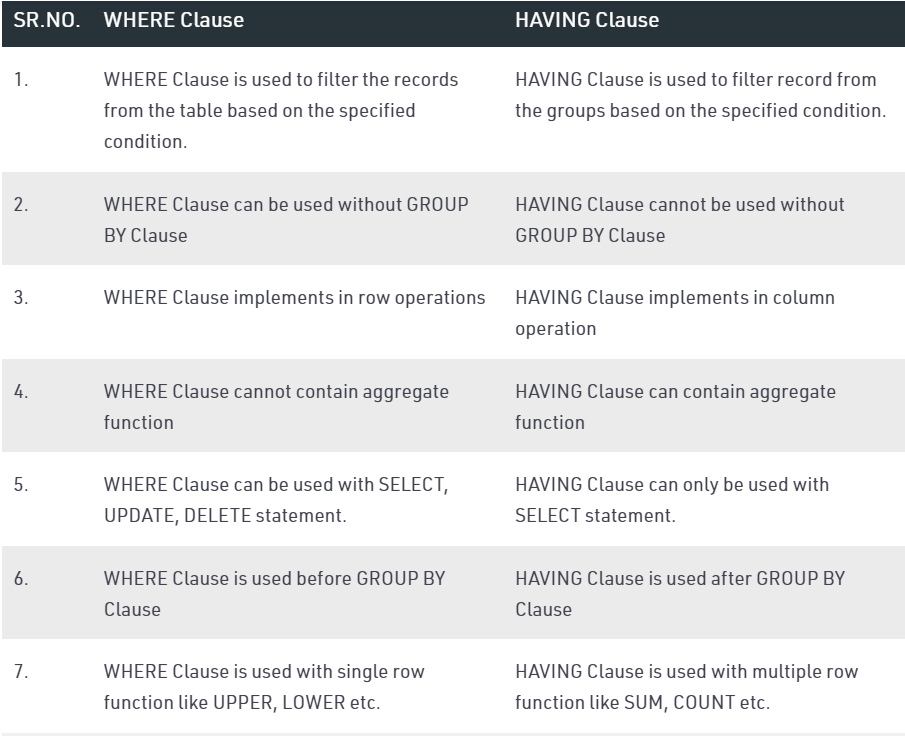 SR.NO. WHERE Clause HAVING Clause
1. WHERE Clause is used to filter the records HAVING Clause is used to filter record from
from the table based on the specified the groups based on the specified condition.
condition.
2. WHERE Clause can be used without GROUP HAVING Clause cannot be used without
BY Clause GROUP BY Clause
3. WHERE Clause implements in row operations HAVING Clause implements in column
operation
4. WHERE Clause cannot contain aggregate HAVING Clause can contain aggregate
function function
5. WHERE Clause can be used with SELECT, HAVING Clause can only be used with
UPDATE, DELETE statement. SELECT statement.
6. WHERE Clause is used before GROUP BY HAVING Clause is used after GROUP BY
Clause Clause
7. WHERE Clause is used with single row HAVING Clause is used with multiple row
function like UPPER, LOWER etc. function like SUM, COUNT etc.